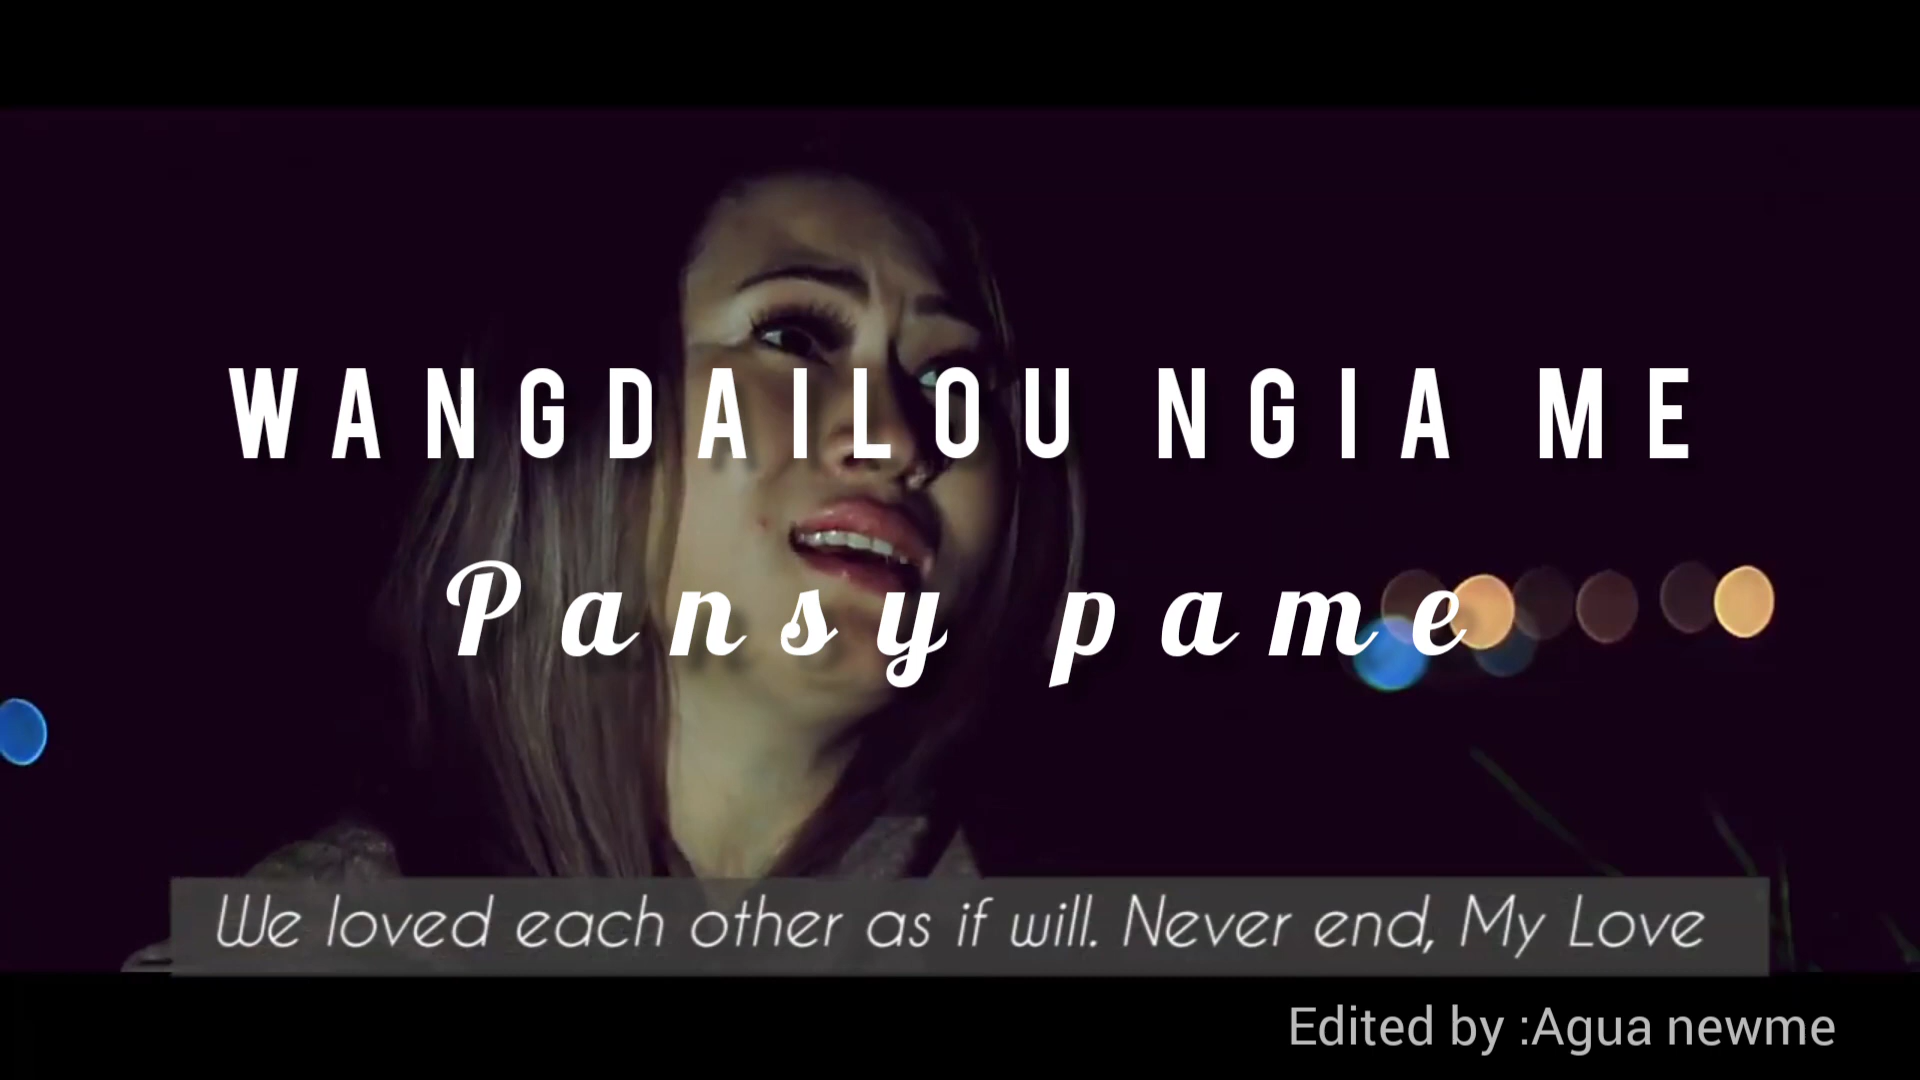 WANGDAILOU NGIA ME
Pansy pame
We loved each other as if will. Never end, My Love
Edited by :Agua newme